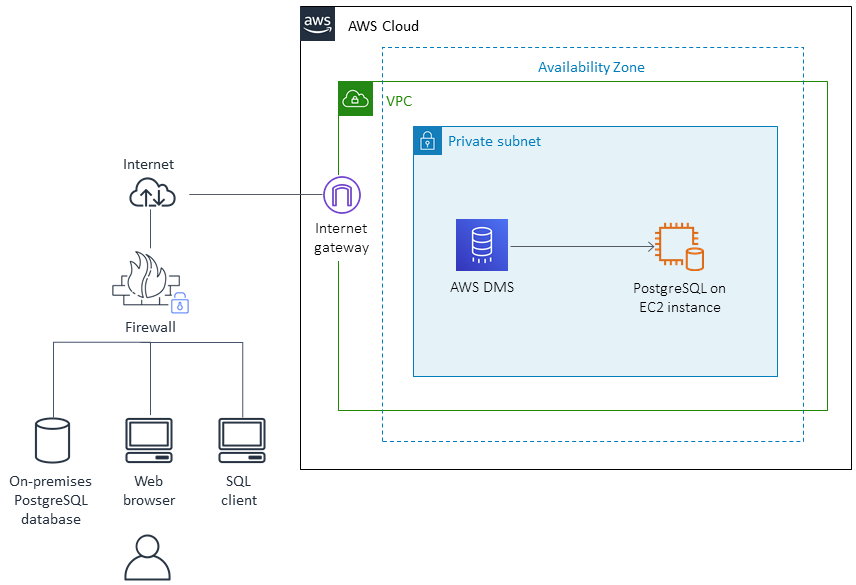 aws
AWS Cloud
Availability Zone
VPC
Private subnet
Internet
Internet
gateway
AWS DMS
PostgreSQL on
EC2 instance
Firewall
On-premises
PostgreSQL
database
Web
browser
SQL
client